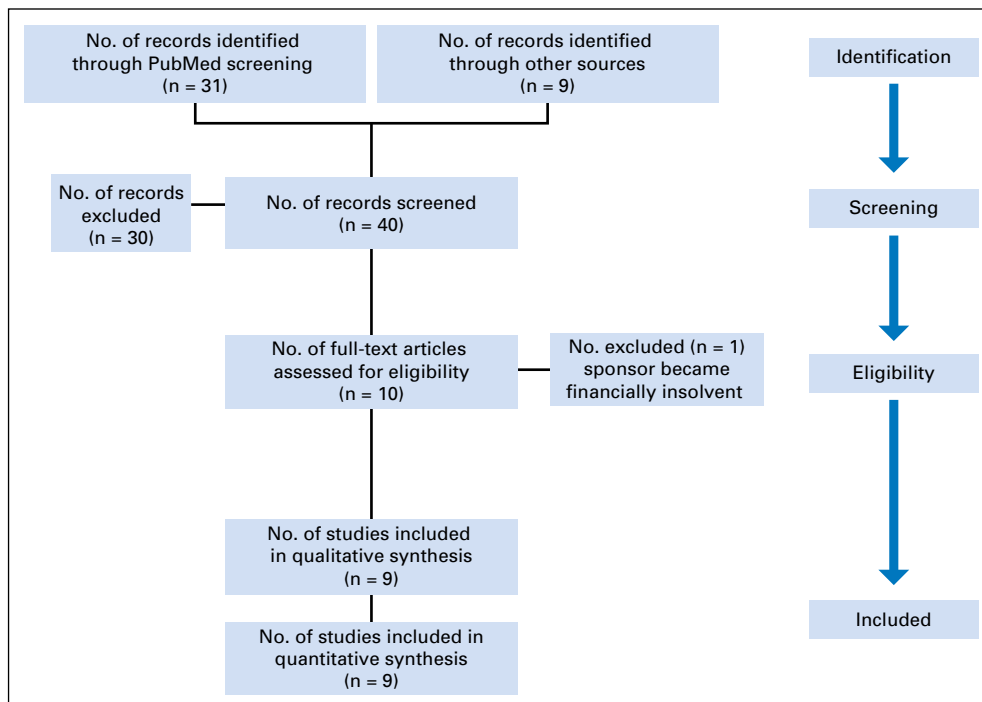 No. of records identified
through PubMed screening
(n = 31)
No. of records identified
through other sources
(n = 9)
Identification
No. of records
excluded
(n = 30)
No. of records screened
(n = 40)
Screening
No. of full-text articles
assessed for eligibility
(n = 10)
No. excluded (n = 1)
sponsor became
financially insolvent
Eligibility
No. of studies included
in qualitative synthesis
(n = 9)
No. of studies included in
quantitative synthesis
(n = 9)
Included